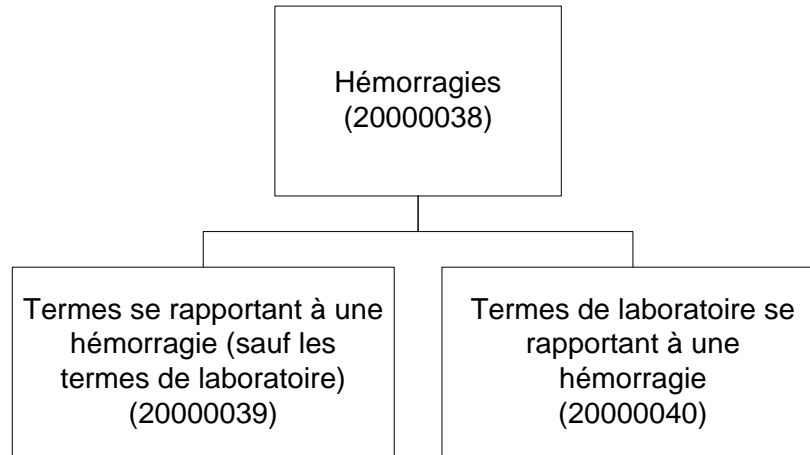 Hémorragies
(20000038)
Termes se rapportant à une
hémorragie (sauf les
termes de laboratoire)
(20000039)
Termes de laboratoire se
rapportant à une
hémorragie
(20000040)